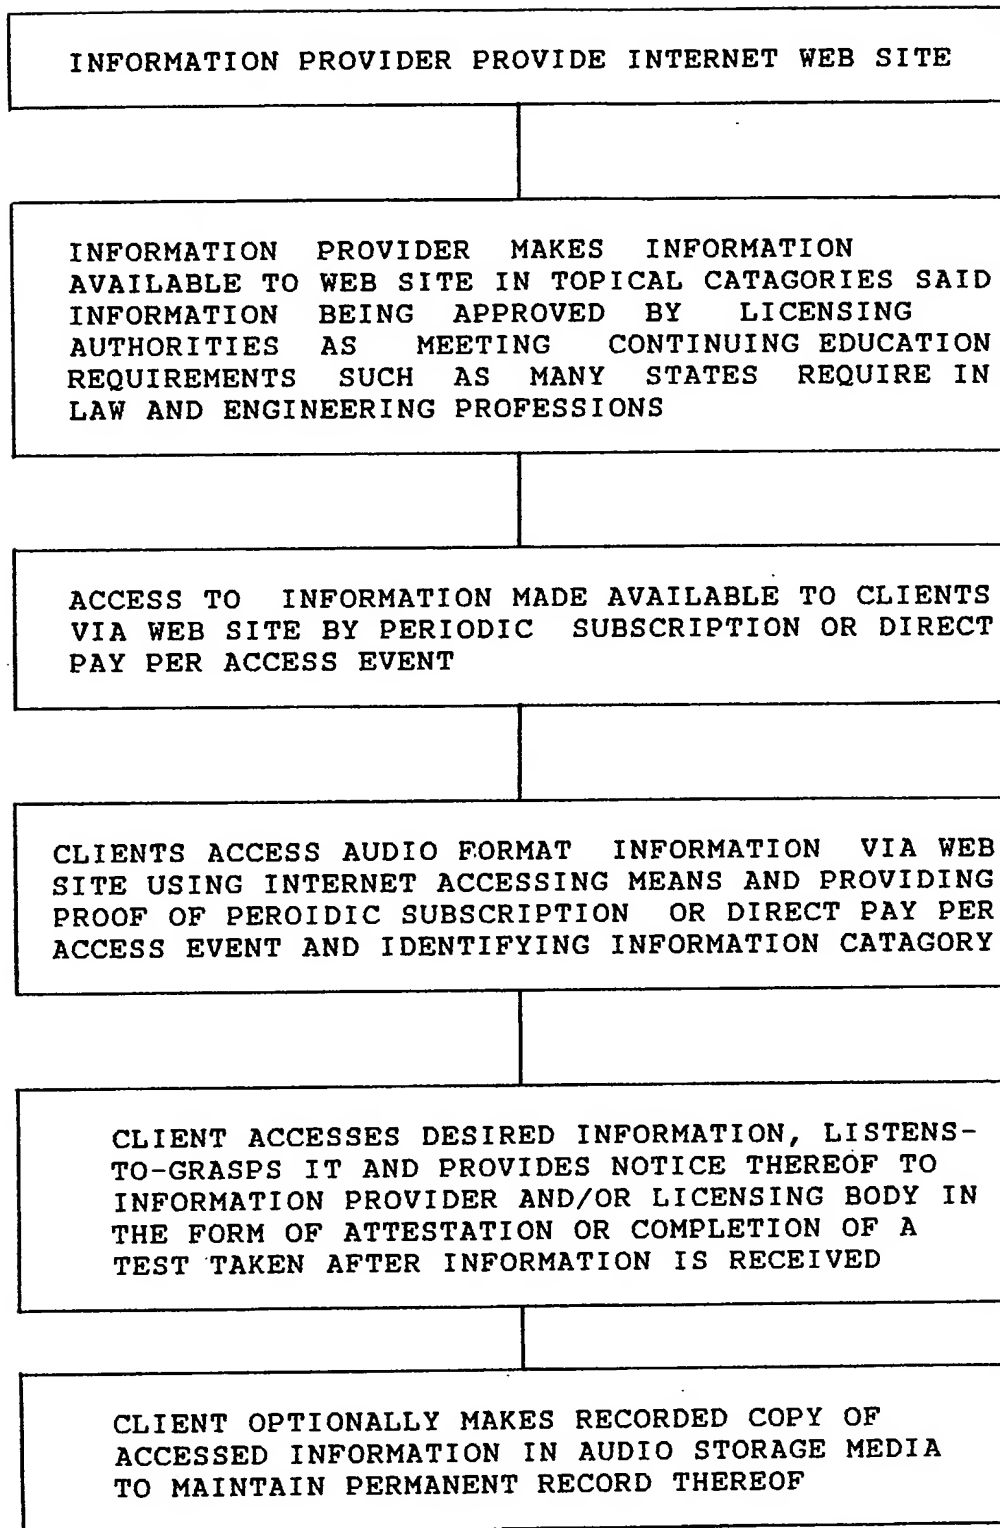 INFORMATION PROVIDER PROVIDE INTERNET WEB SITE
INFORMATION PROVIDER MAKES INFORMATION
AVAILABLE TO WEB SITE IN TOPICAL CATAGORIES SAID
INFORMATION BEING APPROVED BY LICENSING
AUTHORITIES AS MEETING CONTINUING EDUCATION
REQUIREMENTS SUCH AS MANY STATES REQUIRE IN
LAW AND ENGINEERING PROFESSIONS
ACCESS TO INFORMATION MADE AVAILABLE TO CLIENTS
VIA WEB SITE BY PERIODIC SUBSCRIPTION OR DIRECT
PAY PER ACCESS EVENT
CLIENTS ACCESS AUDIO FORMAT INFORMATION VIA WEB
SITE USING INTERNET ACCESSING MEANS AND PROVIDING
PROOF OF PEROIDIC SUBSCRIPTION OR DIRECT PAY PER
ACCESS EVENT AND IDENTIFYING INFORMATION CATAGORY
CLIENT ACCESSES DESIRED INFORMATION, LISTENS-
TO-GRASPS IT AND PROVIDES NOTICE THEREOF TO
INFORMATION PROVIDER AND/OR LICENSING BODY IN
THE FORM OF ATTESTATION OR COMPLETION OF A
TEST TAKEN AFTER INFORMATION IS RECEIVED
CLIENT OPTIONALLY MAKES RECORDED COPY OF
ACCESSED INFORMATION IN AUDIO STORAGE MEDIA
TO MAINTAIN PERMANENT RECORD THEREOF